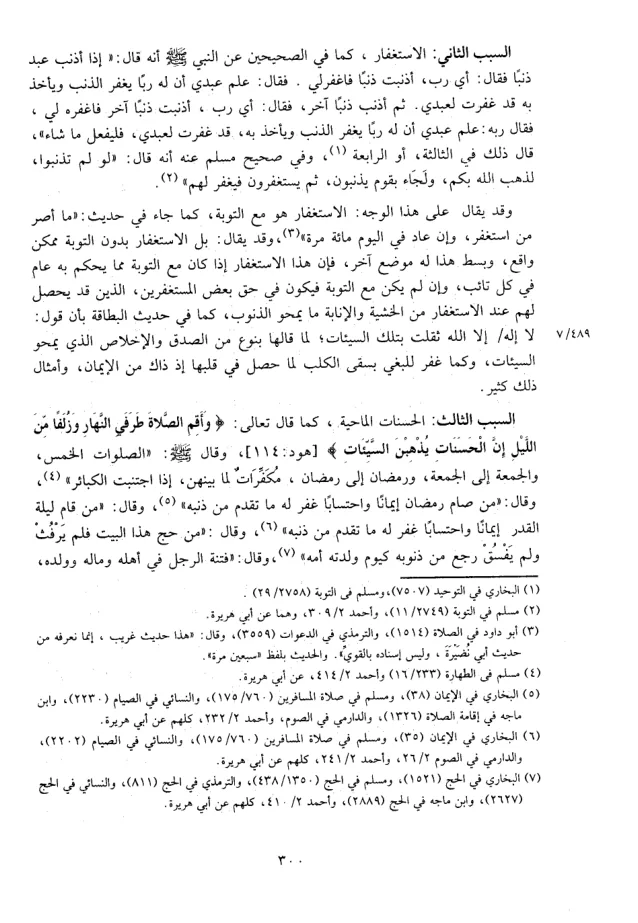 السبب الثاني: الاستغفار ، كما في الصحيحين عن النبي ﷺ أنه قال:« إذا أذنب عبد
ذنبًا فقال: أي رب، أذنبت ذنبًا فاغفرلي . فقال: علم عبدي أن له ربًا يغفر الذنب ويأخذ
به قد غفرت لعبدي. ثم أذنب ذنبًا آخر، فقال: أي رب ، أذنبت ذنبًا آخر فاغفره لي ،
فقال ربه:علم عبدي أن له ربًا يغفر الذنب ويأخذ به، قد غفرت لعبدي، فليفعل ما شاء»،
قال ذلك في الثالثة، أو الرابعة (١)، وفي صحيح مسلم عنه أنه قال: «لو لم تذنبوا،
لذهب الله بكم، ولَجَاء بقوم يذنبون، ثم يستغفرون فيغفر لهم» (٢).
وقد يقال على هذا الوجه: الاستغفار هو مع التوبة، كما جاء في حديث:«ما أصر
من استغفر، وإن عاد في اليوم مائة مرة»(٣)،وقد يقال: بل الاستغفار بدون التوبة ممكن
واقع، وبسط هذا له موضع آخر، فإن هذا الاستغفار إذا كان مع التوبة مما يحكم به عام
في كل تائب، وإن لم يكن مع التوبة فيكون في حق بعض المستغفرين، الذين قد يحصل
لهم عند الاستغفار من الخشية والإنابة ما يمحو الذنوب، كما في حديث البطاقة بأن قول:
لا إله/ إلا الله ثقلت بتلك السيئات؛ لما قالها بنوع من الصدق والإخلاص الذي يمحو
٧/٤٨٩
السيئات، وكما غفر للبغي بسقى الكلب لما حصل في قلبها إذ ذاك من الإيمان، وأمثال
ذلك كثير.
السبب الثالث: الحسنات الماحية ، كما قال تعالى: ﴿ وَأَقِمِ الصَّلاةَ طَرَفَيِ النَّهَارِ وَزُلَفًا مِّنَ
اللَّيْلِ إِنَّ الْحَسَنَاتِ يُذْهِبْنَ السَّيِّئَاتِ ﴾ [هود:١١٤]، وقال ﷺ: «الصلوات الخمس،
والجمعة إلى الجمعة، ورمضان إلى رمضان ، مُكَفِّرَاتٌ لما بينهن، إذا اجتنبت الكبائر» (٤)،
وقال:«من صام رمضان إيمانًا واحتسابًا غفر له ما تقدم من ذنبه» (٥)، وقال: «من قام ليلة
القدر إيمانًا واحتسابًا غفر له ما تقدم من ذنبه» (٦)، وقال :«من حج هذا البيت فلم يَرْفُثْ
ولم يَفْسُقْ رجع من ذنوبه كيوم ولدته أمه» (٧)،وقال:«فتنة الرجل في أهله وماله وولده،
(١) البخاري في التوحيد (٧٥٠٧)،ومسلم في التوبة (٢٩/٢٧٥٨) .
(٢) مسلم في التوبة (١١/٢٧٤٩)، وأحمد ٣٠٩/٢، وهما عن أبي هريرة.
(٣) أبو داود في الصلاة (١٥١٤)، والترمذي في الدعوات (٣٥٥٩)، وقال: «هذا حديث غريب ، إنما نعرفه من
حديث أبي نُضَيْرَة ، وليس إسناده بالقوي». والحديث بلفظ «سبعين مرة».
(٤) مسلم في الطهارة (١٦/٢٣٣) وأحمد ٤١٤/٢، عن أبي هريرة.
(٥) البخاري في الإيمان (٣٨)، ومسلم في صلاة المسافرين (١٧٥/٧٦٠)، والنسائي في الصيام (٢٢٣٠)، وابن
ماجه في إقامة الصلاة (١٣٢٦)، والدارمي في الصوم، وأحمد ٢٣٢/٢، كلهم عن أبي هريرة.
(٦) البخاري في الإيمان (٣٥)، ومسلم في صلاة المسافرين (١٧٥/٧٦٠)، والنسائي في الصيام (٢٢٠٢)،
والدارمي في الصوم ٢٦/٢، وأحمد ٢٤١/٢، كلهم عن أبي هريرة.
(٧) البخاري في الحج (١٥٢١)، ومسلم في الحج (٤٣٨/١٣٥٠)، والترمذي في الحج (٨١١)، والنسائي في الحج
(٢٦٢٧)، وابن ماجه في الحج (٢٨٨٩)، وأحمد ٤١٠/٢، كلهم عن أبي هريرة.
٣٠٠